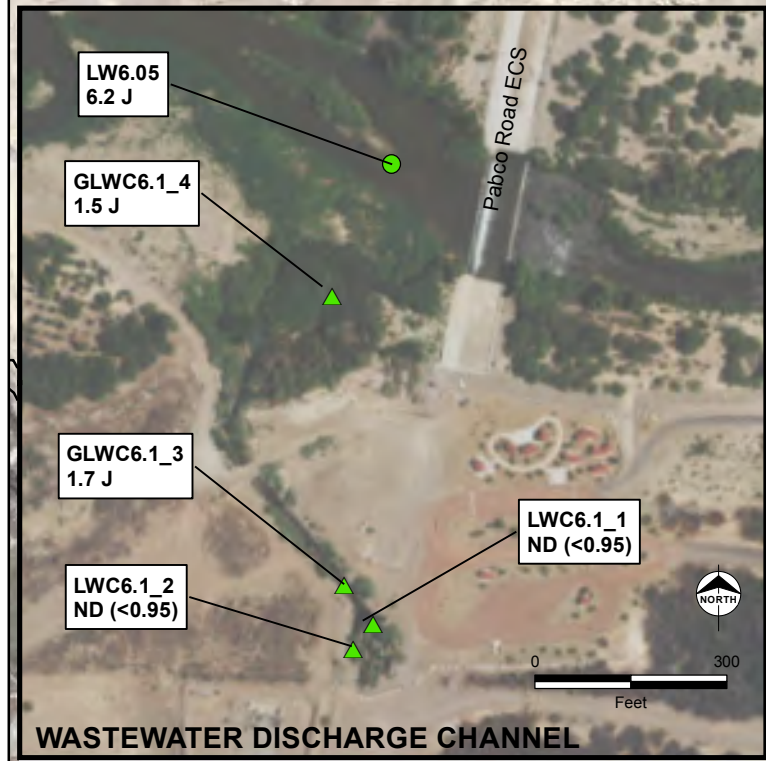 LW6.05
6.2 J
Pabco Road ECS
GLWC6.1_4
1.5 J
GLWC6.1_3
1.7 J
LWC6.1_1
ND (<0.95)
LWC6.1_2
ND (<0.95)
NORTH
0 300
Feet
WASTEWATER DISCHARGE CHANNEL